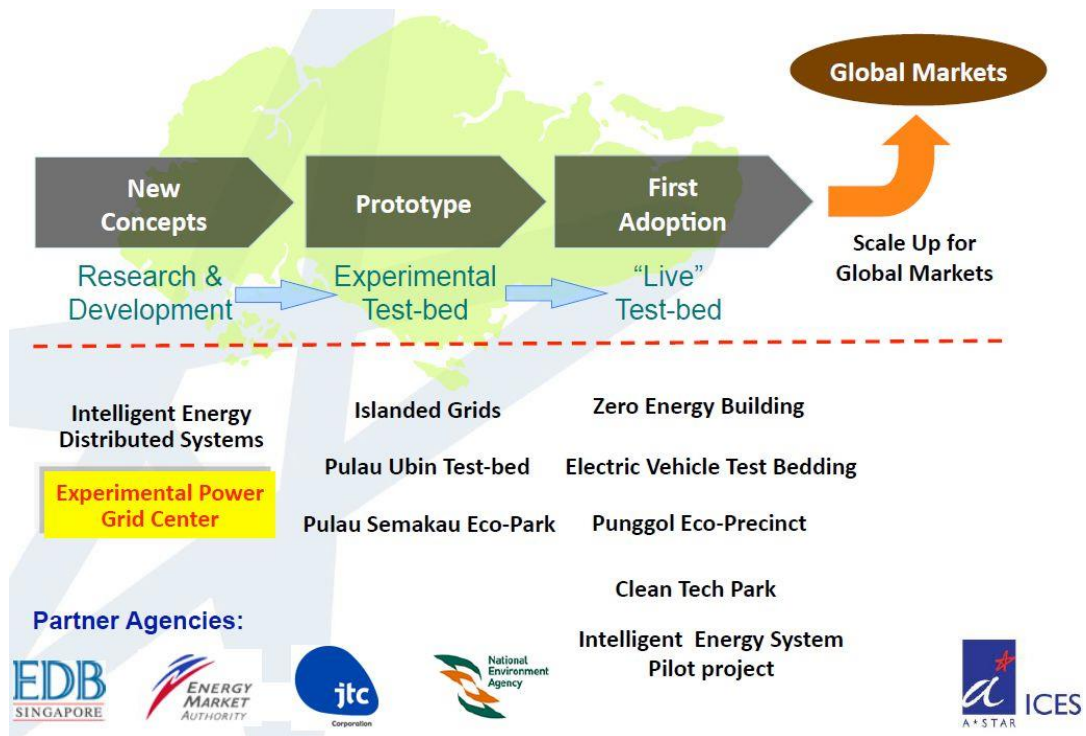 Global Markets
New
Concepts
Prototype
First
Adoption
Scale Up for
Global Markets
Research &
Development
Experimental
Test-bed
“Live”
Test-bed
Intelligent Energy
Distributed Systems
Experimental Power
Grid Center
Islanded Grids
Pulau Ubin Test-bed
Pulau Semakau Eco-Park
Zero Energy Building
Electric Vehicle Test Bedding
Punggol Eco-Precinct
Clean Tech Park
Intelligent Energy System
Pilot project
Partner Agencies:
EDB
SINGAPORE
ENERGY
MARKET
AUTHORITY
jtc
Corporation
National
Environment
Agency
a
A*STAR
ICES